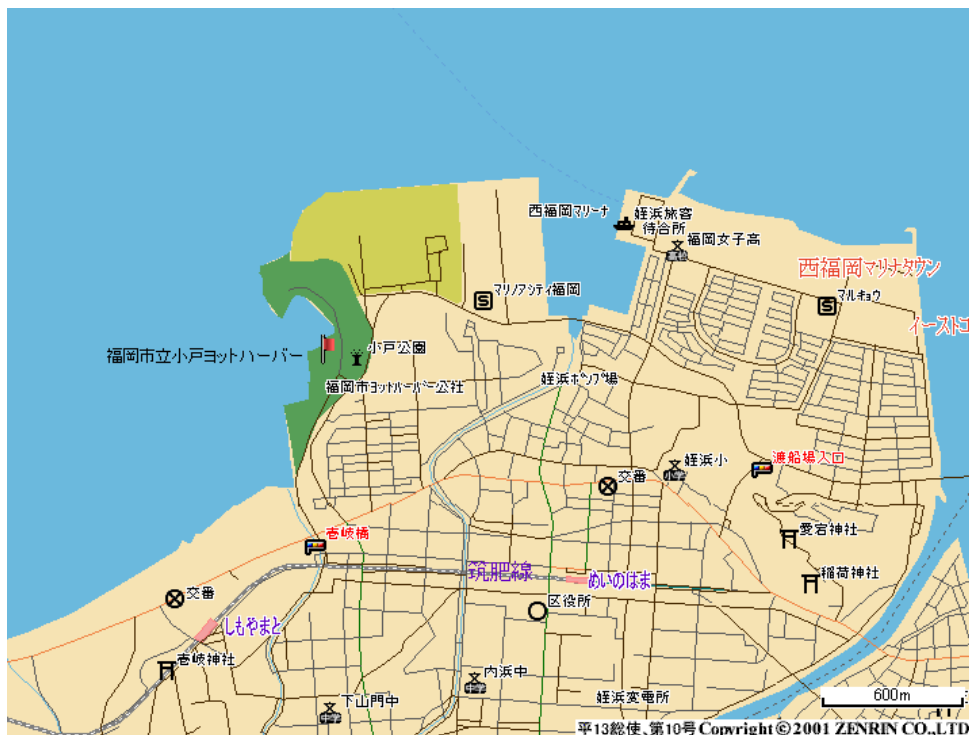 西福岡マリーナ
姪浜旅客
待合所
福岡女子高
高校
西福岡マリナタウン
マリノアシティ福岡
マルキョウ
イーストコ
福岡市立小戸ヨットハーバー
小戸公園
福岡市ヨットハーバー公社
姪浜ポンプ場
姪浜小
小学
渡船場入口
交番
壱岐橋
愛宕神社
筑肥線
めいのはま
稲荷神社
交番
区役所
しもやまと
壱岐神社
内浜中
中学
下山門中
中学
姪浜変電所
600m
平13総使、第10号 Copyright © 2001 ZENRIN CO.,LTD